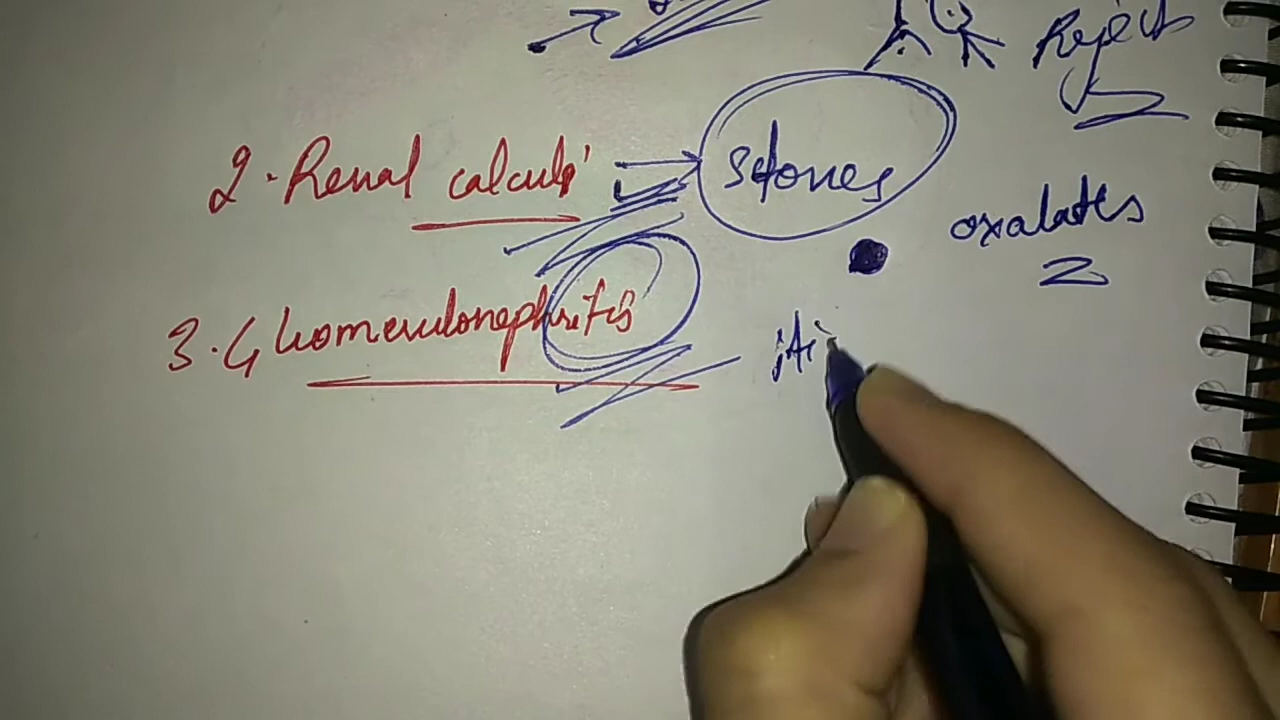 Reject
2. Renal calculi → Stones
oxalates
3. Glomerulonephritis